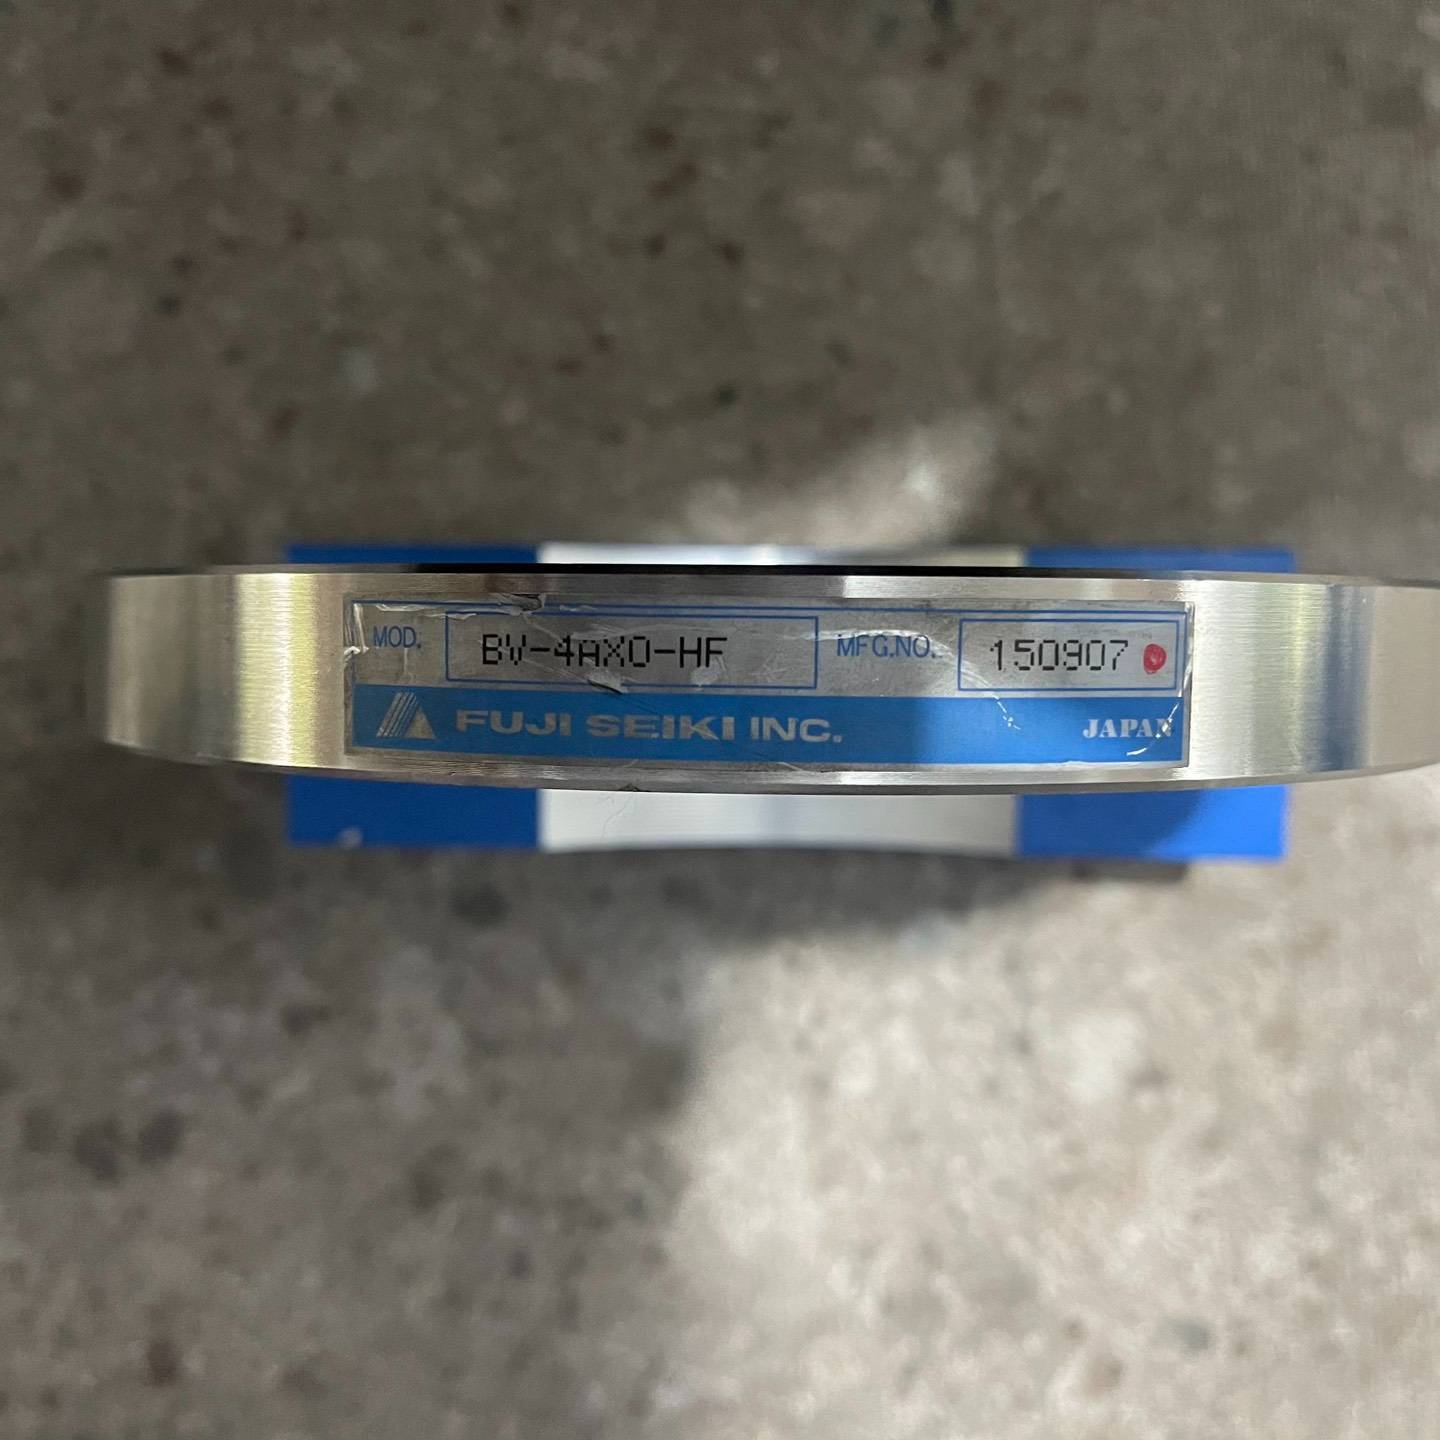 MOD. BV-4AXO-HF MFG.NO. 150907
FUJI SEIKI INC. JAPAN